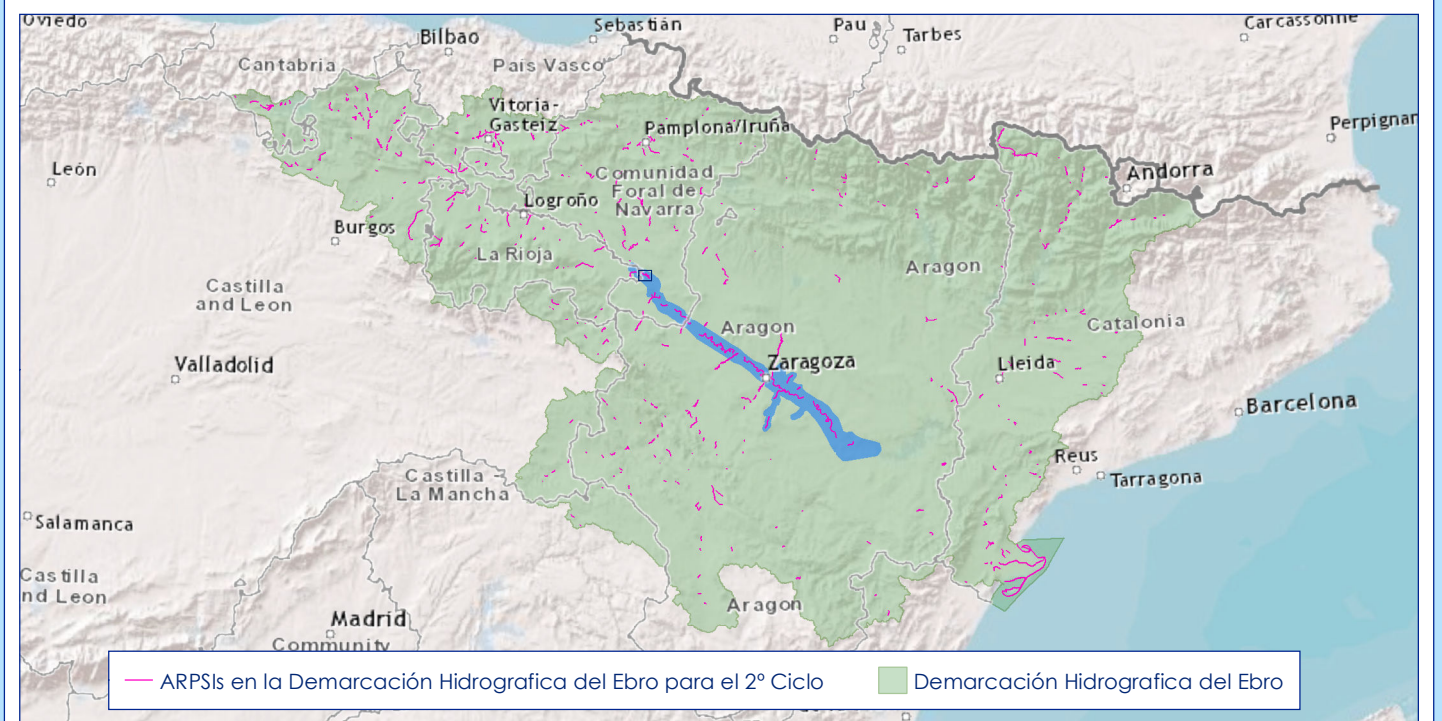 Oviedo
Bilbao
Sebastián
Pau
Tarbes
Carcassonne
Cantabria
País Vasco
Vitoria-
Gasteiz
Pamplona/Iruña
Perpignan
León
Comunidad
Foral de
Navarra
Andorra
Logroño
Burgos
La Rioja
Aragon
Castilla
and Leon
Aragon
Catalonia
Valladolid
Zaragoza
Lleida
Barcelona
Reus
Tarragona
Castilla
La Mancha
Salamanca
Castilla
nd Leon
Aragon
Madrid
Community
ARPSIs en la Demarcación Hidrografica del Ebro para el 2º Ciclo
Demarcación Hidrografica del Ebro